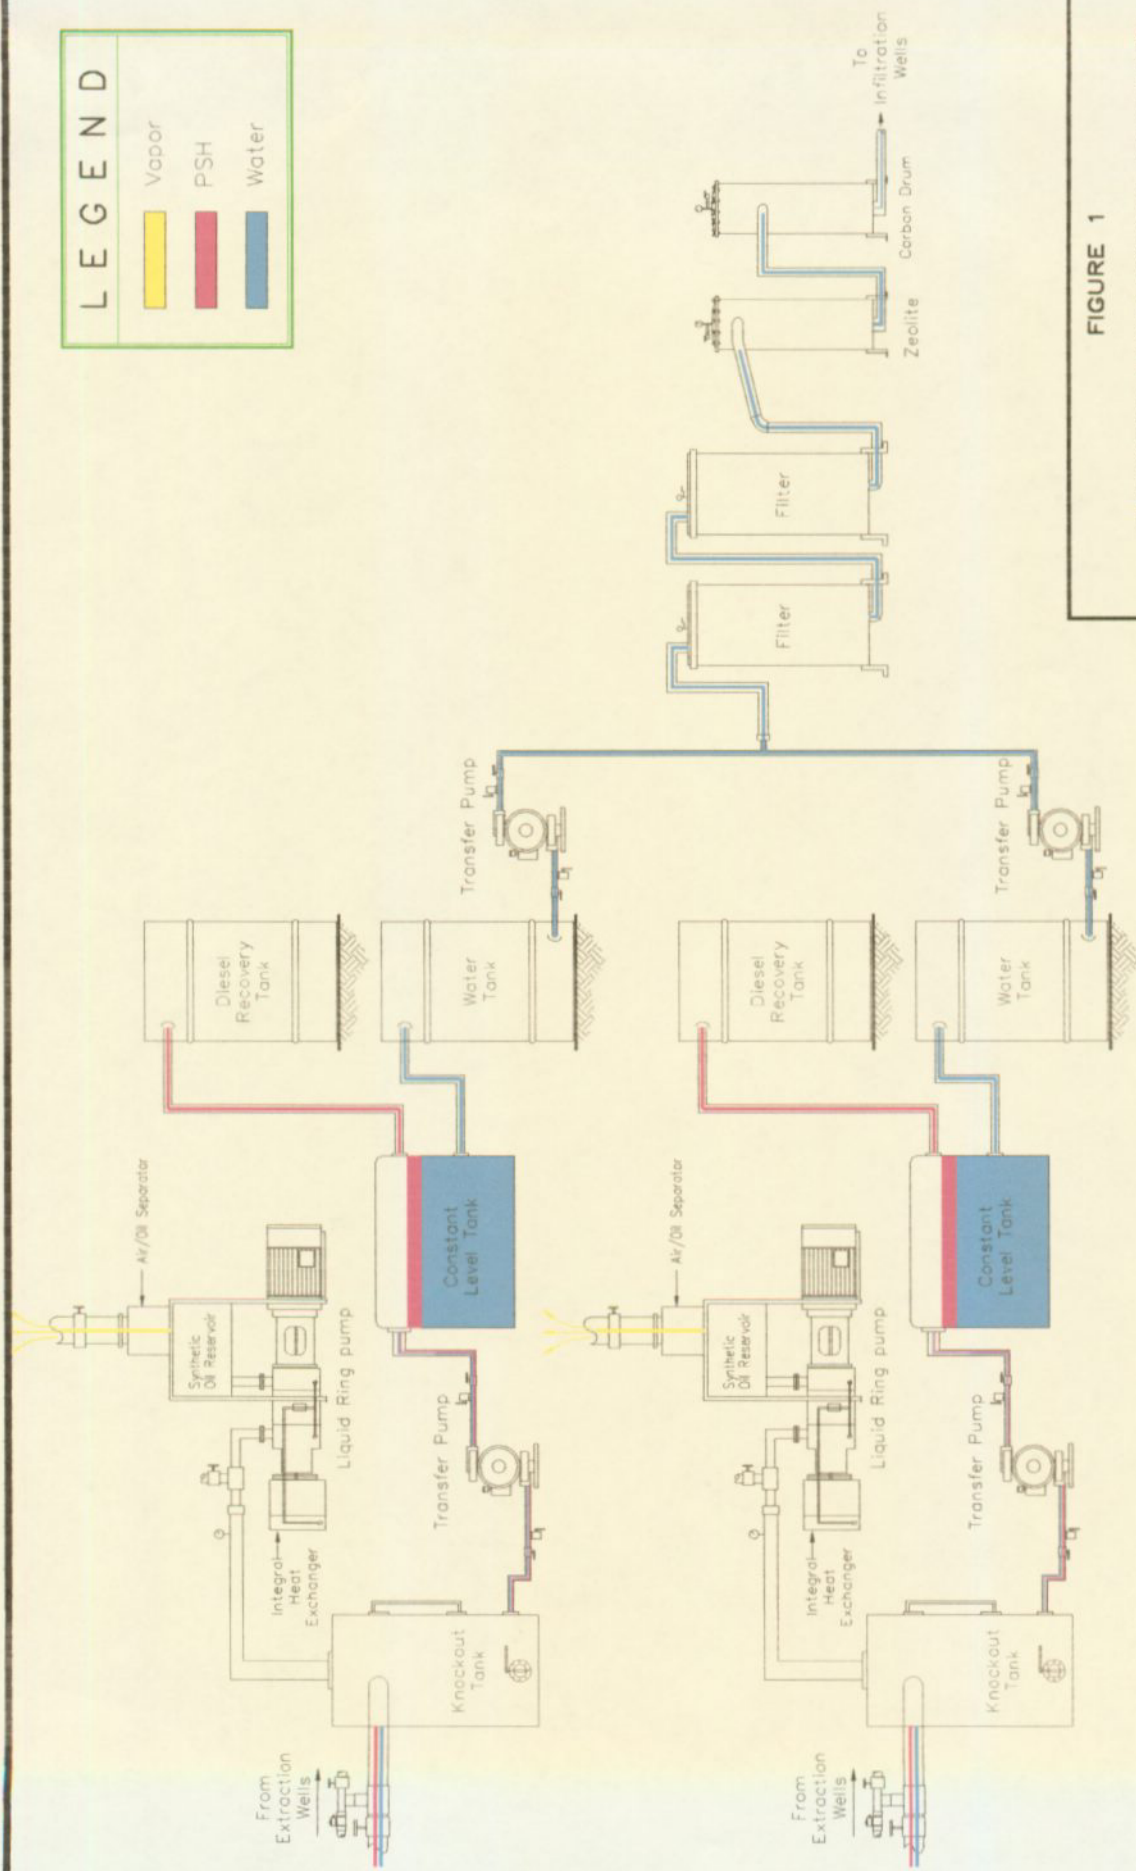 LEGEND
Vapor
PSH
Water
From
Extraction
Wells
Knockout
Tank
Integral
Heat
Exchanger
Liquid Ring pump
Synthetic
Oil Reservoir
Air/Oil Separator
Transfer Pump
Constant
Level Tank
Diesel
Recovery
Tank
Water
Tank
Transfer Pump
From
Extraction
Wells
Knockout
Tank
Integral
Heat
Exchanger
Liquid Ring pump
Synthetic
Oil Reservoir
Air/Oil Separator
Transfer Pump
Constant
Level Tank
Diesel
Recovery
Tank
Water
Tank
Transfer Pump
Filter
Filter
Zeolite
Carbon Drum
To
Infiltration
Wells
FIGURE 1